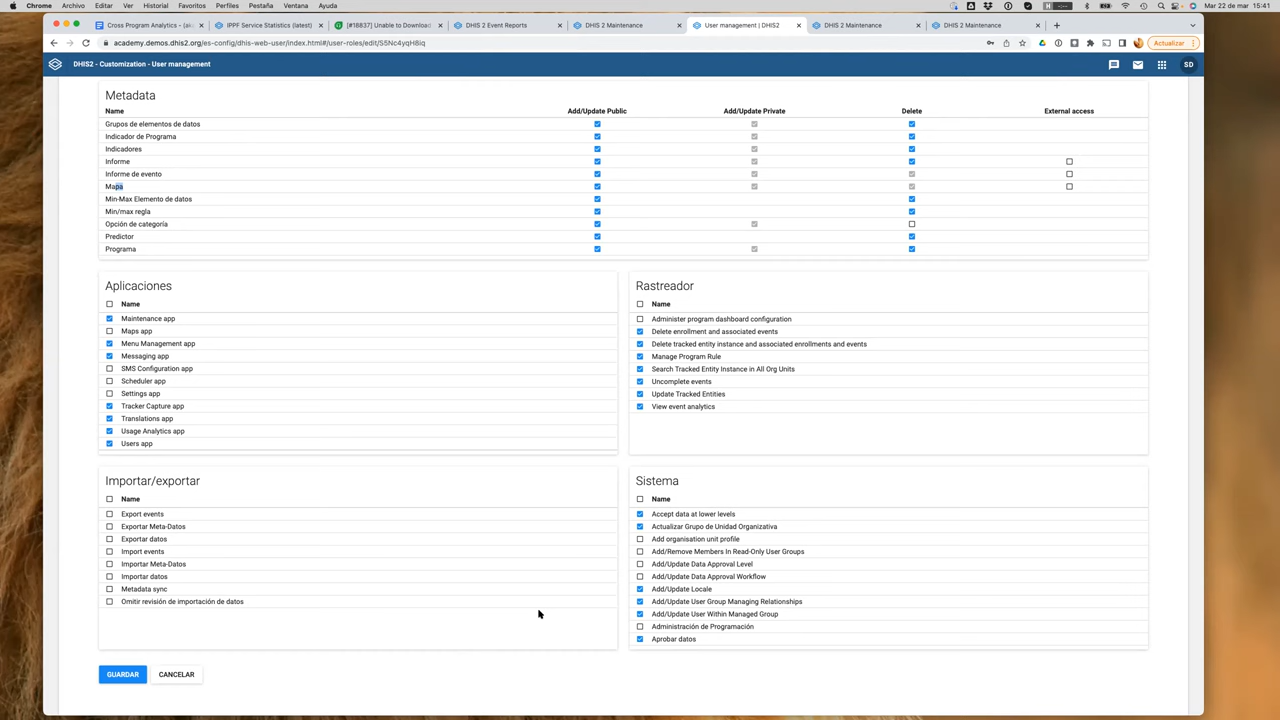 Chrome Archivo Editar Ver Historial Favoritos Perfiles Pestaña Ventana Ayuda Mar 22 de mar 15:41
Cross Program Analytics - (ak IPPF Service Statistics (latest) [#18837] Unable to Downloac DHIS 2 Event Reports DHIS 2 Maintenance User management | DHIS2 DHIS 2 Maintenance DHIS 2 Maintenance
academy.demos.dhis2.org/es-config/dhis-web-user/index.html#/user-roles/edit/S5Nc4yqH8iq Actualizar
DHIS2 - Customization - User management SD
Metadata
Name Add/Update Public Add/Update Private Delete External access
Grupos de elementos de datos
Indicador de Programa
Indicadores
Informe
Informe de evento
Mapa
Min-Max Elemento de datos
Min/max regla
Opción de categoría
Predictor
Programa
Aplicaciones
Name
Maintenance app
Maps app
Menu Management app
Messaging app
SMS Configuration app
Scheduler app
Settings app
Tracker Capture app
Translations app
Usage Analytics app
Users app
Rastreador
Name
Administer program dashboard configuration
Delete enrollment and associated events
Delete tracked entity instance and associated enrollments and events
Manage Program Rule
Search Tracked Entity Instance in All Org Units
Uncomplete events
Update Tracked Entities
View event analytics
Importar/exportar
Name
Export events
Exportar Meta-Datos
Exportar datos
Import events
Importar Meta-Datos
Importar datos
Metadata sync
Omitir revisión de importación de datos
Sistema
Name
Accept data at lower levels
Actualizar Grupo de Unidad Organizativa
Add organisation unit profile
Add/Remove Members In Read-Only User Groups
Add/Update Data Approval Level
Add/Update Data Approval Workflow
Add/Update Locale
Add/Update User Group Managing Relationships
Add/Update User Within Managed Group
Administración de Programación
Aprobar datos
GUARDAR CANCELAR